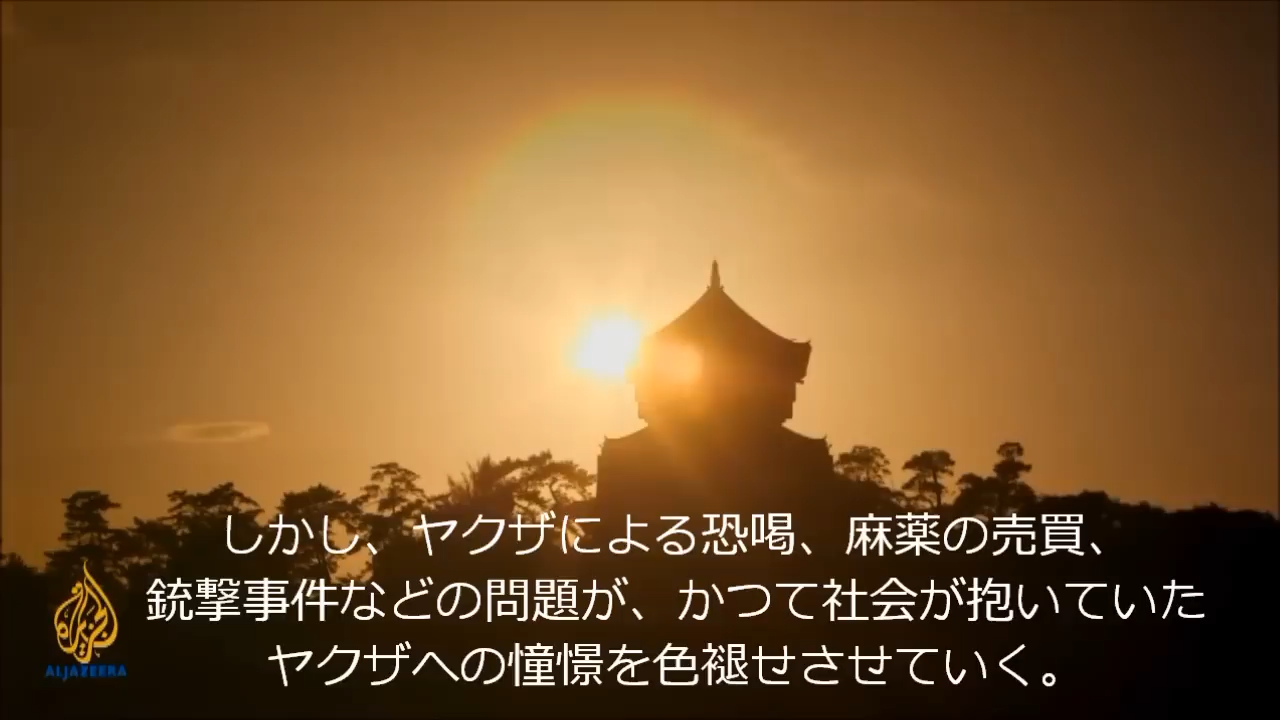 しかし、ヤクザによる恐喝、麻薬の売買、
銃撃事件などの問題が、かつて社会が抱いていた
ヤクザへの憧憬を色褪せさせていく。
الجزيرة
ALJAZEERA